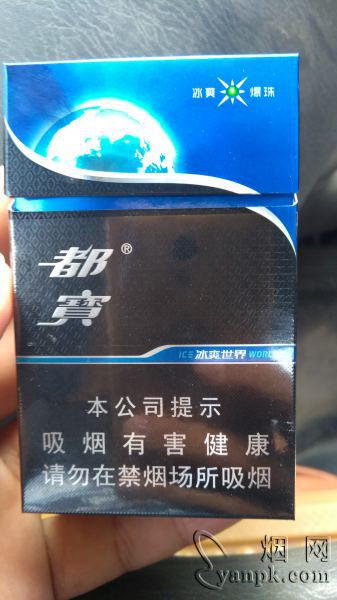 冰爽 爆珠
都®
寳
ICE 冰爽世界 WORLD
本公司提示
吸烟有害健康
请勿在禁烟场所吸烟
烟网
yanpk.com